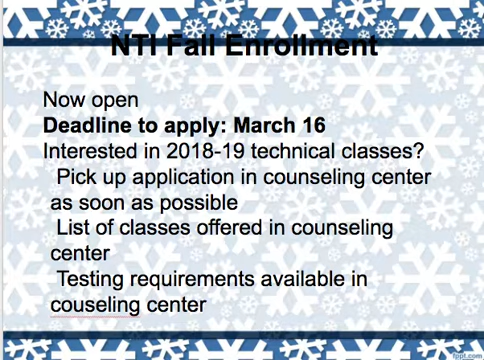 NTI Fall Enrollment
Now open
Deadline to apply: March 16
Interested in 2018-19 technical classes?
Pick up application in counseling center
as soon as possible
List of classes offered in counseling
center
Testing requirements available in
couseling center
fppt.com